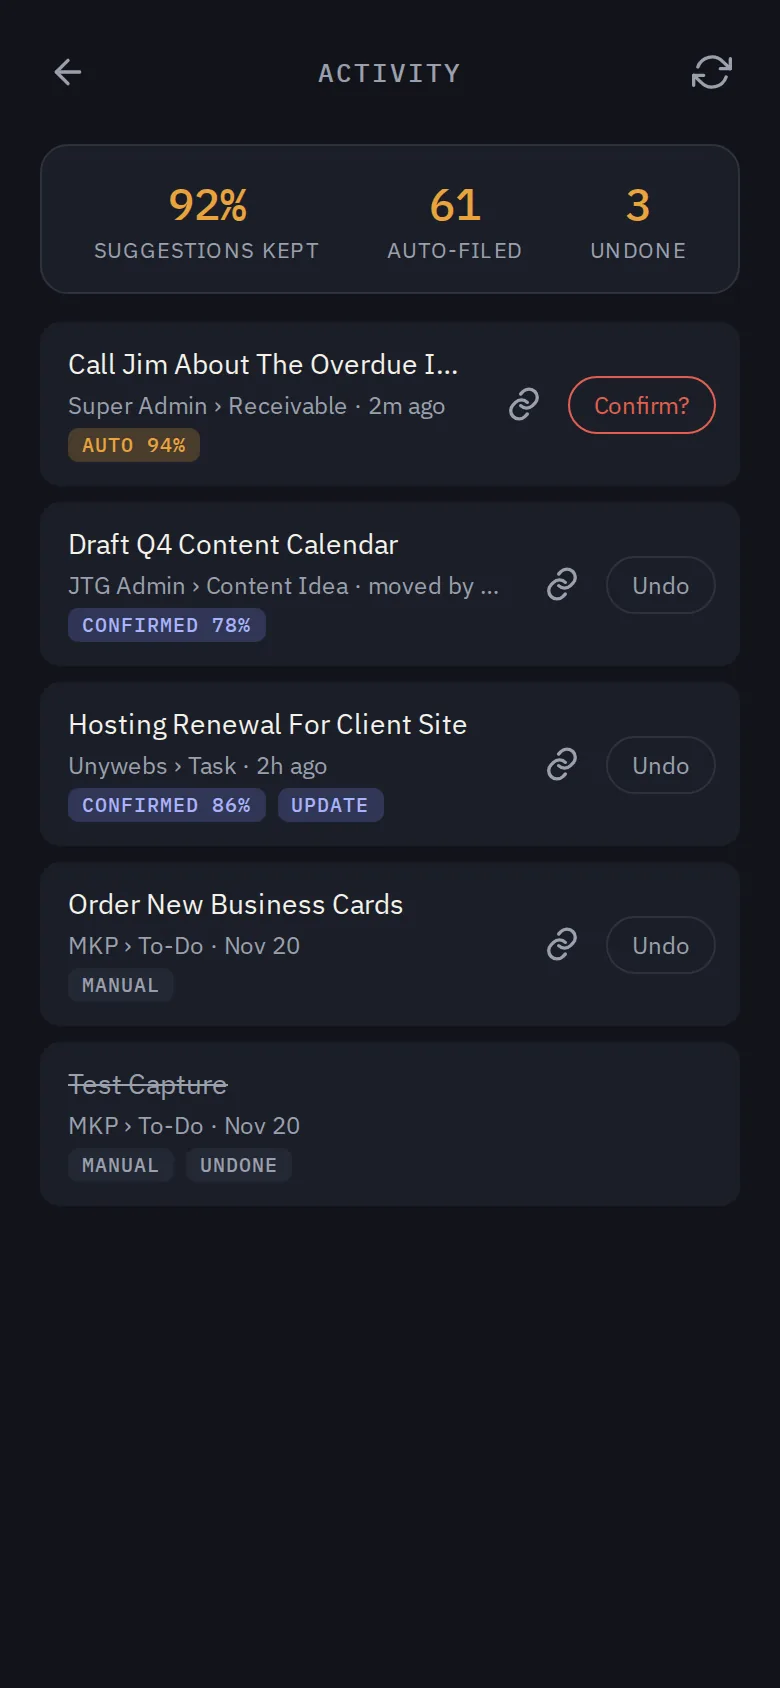 ACTIVITY
92% 61 3
SUGGESTIONS KEPT AUTO-FILED UNDONE
Call Jim About The Overdue I...
Super Admin › Receivable · 2m ago
Confirm?
AUTO 94%
Draft Q4 Content Calendar
JTG Admin › Content Idea · moved by ...
Undo
CONFIRMED 78%
Hosting Renewal For Client Site
Unywebs › Task · 2h ago
Undo
CONFIRMED 86% UPDATE
Order New Business Cards
MKP › To-Do · Nov 20
Undo
MANUAL
Test Capture
MKP › To-Do · Nov 20
MANUAL UNDONE